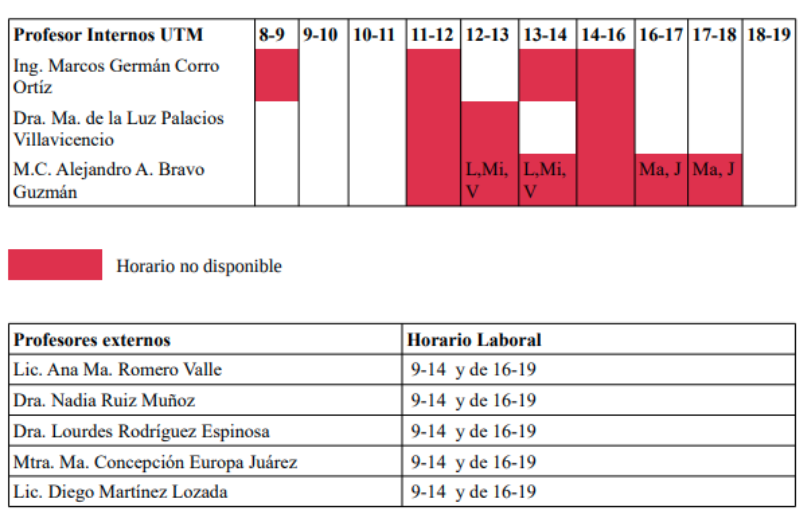 Profesor Internos UTM 8-9 9-10 10-11 11-12 12-13 13-14 14-16 16-17 17-18 18-19
Ing. Marcos Germán Corro
Ortíz
Dra. Ma. de la Luz Palacios
Villavicencio
M.C. Alejandro A. Bravo L,Mi, L,Mi, Ma, J Ma, J
Guzmán V V
Horario no disponible
Profesores externos Horario Laboral
Lic. Ana Ma. Romero Valle 9-14 y de 16-19
Dra. Nadia Ruiz Muñoz 9-14 y de 16-19
Dra. Lourdes Rodríguez Espinosa 9-14 y de 16-19
Mtra. Ma. Concepción Europa Juárez 9-14 y de 16-19
Lic. Diego Martínez Lozada 9-14 y de 16-19